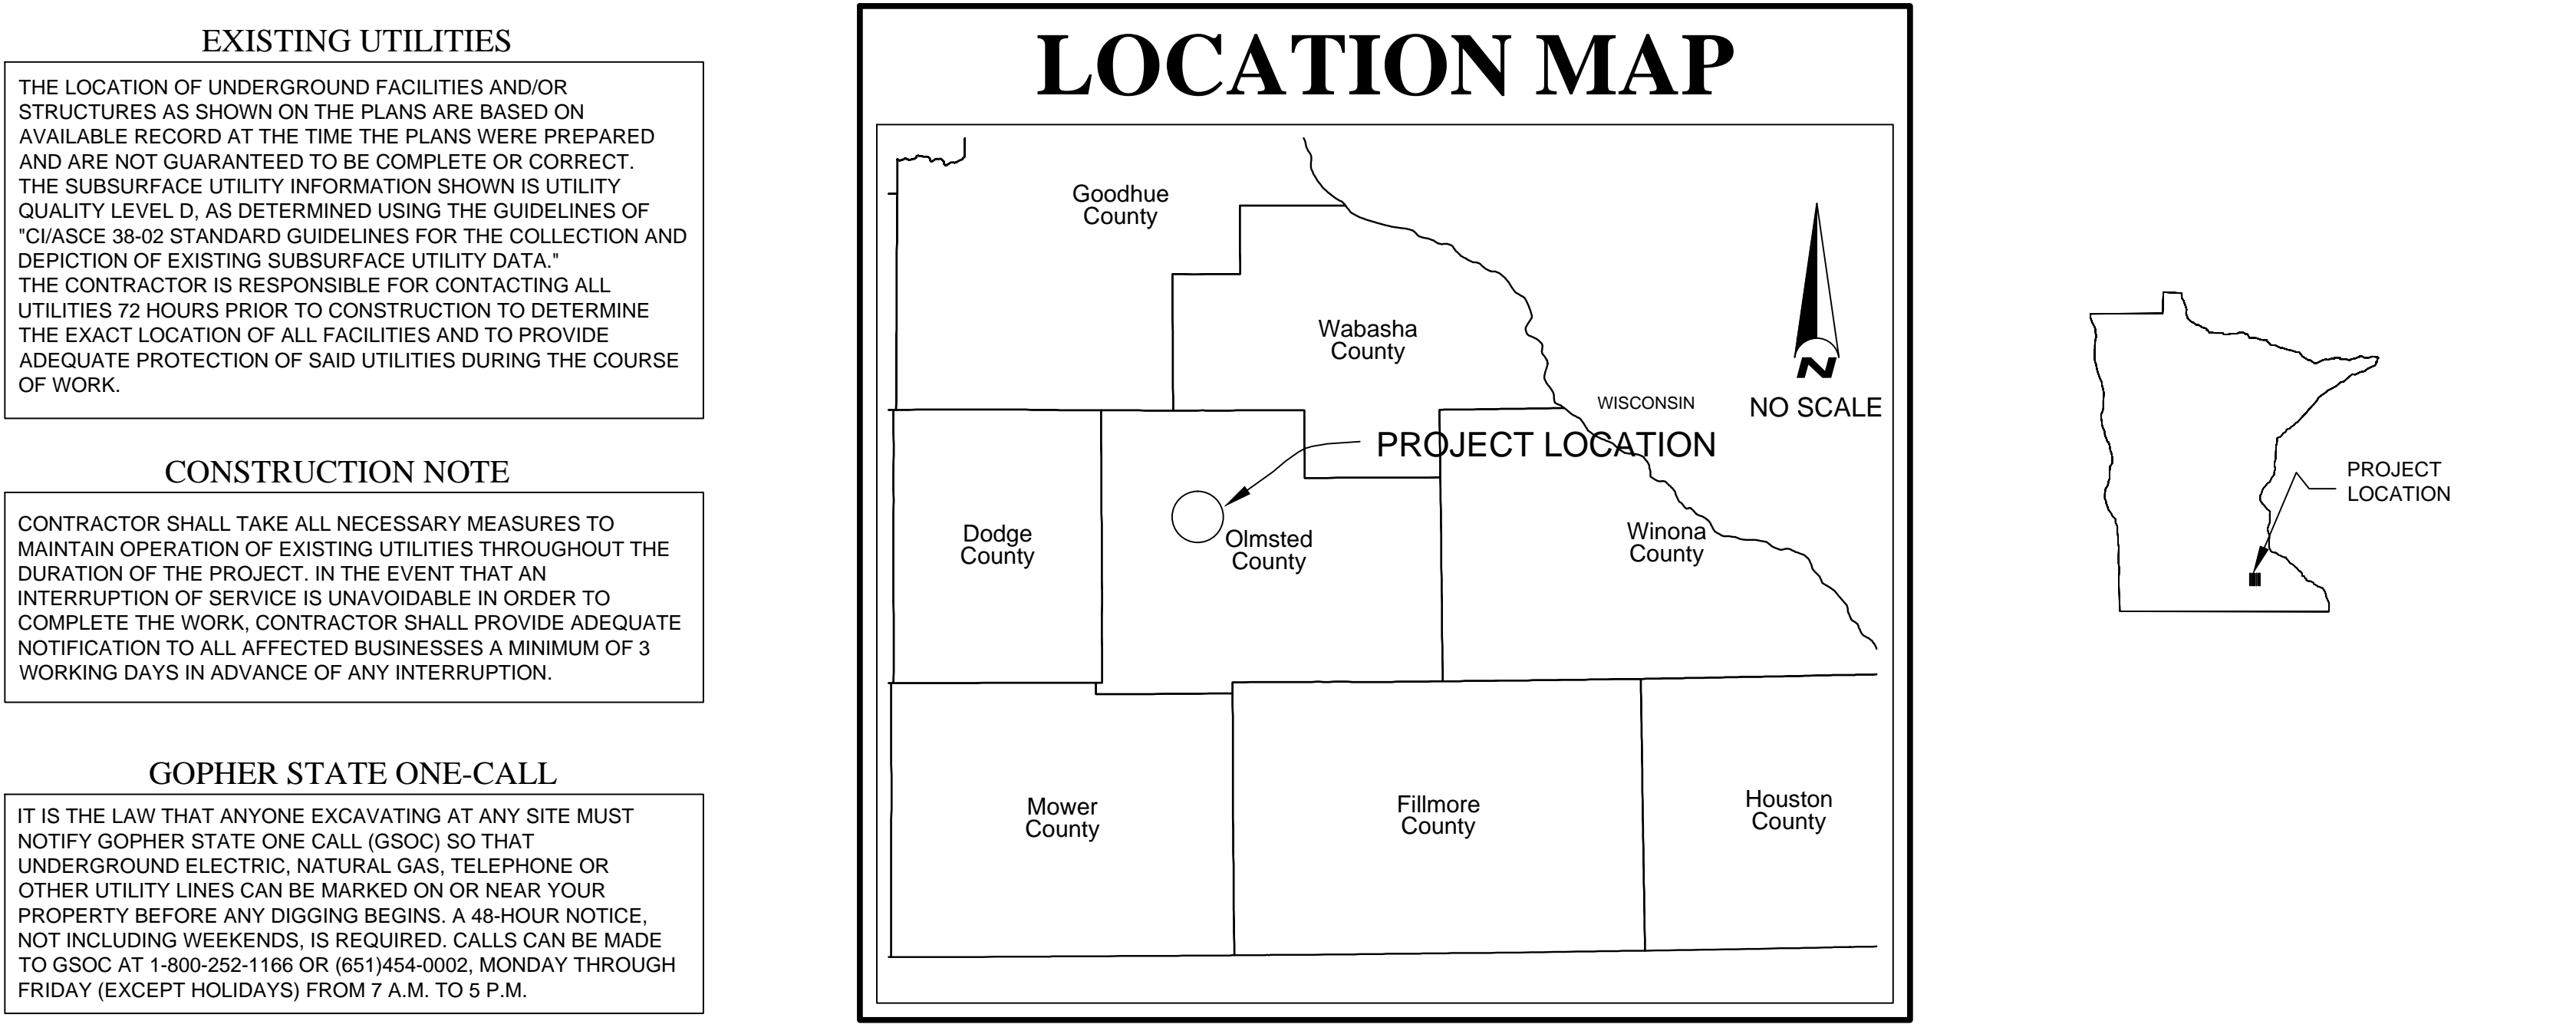 EXISTING UTILITIES
THE LOCATION OF UNDERGROUND FACILITIES AND/OR
STRUCTURES AS SHOWN ON THE PLANS ARE BASED ON
AVAILABLE RECORD AT THE TIME THE PLANS WERE PREPARED
AND ARE NOT GUARANTEED TO BE COMPLETE OR CORRECT.
THE SUBSURFACE UTILITY INFORMATION SHOWN IS UTILITY
QUALITY LEVEL D, AS DETERMINED USING THE GUIDELINES OF
"CI/ASCE 38-02 STANDARD GUIDELINES FOR THE COLLECTION AND
DEPICTION OF EXISTING SUBSURFACE UTILITY DATA."
THE CONTRACTOR IS RESPONSIBLE FOR CONTACTING ALL
UTILITIES 72 HOURS PRIOR TO CONSTRUCTION TO DETERMINE
THE EXACT LOCATION OF ALL FACILITIES AND TO PROVIDE
ADEQUATE PROTECTION OF SAID UTILITIES DURING THE COURSE
OF WORK.
CONSTRUCTION NOTE
CONTRACTOR SHALL TAKE ALL NECESSARY MEASURES TO
MAINTAIN OPERATION OF EXISTING UTILITIES THROUGHOUT THE
DURATION OF THE PROJECT. IN THE EVENT THAT AN
INTERRUPTION OF SERVICE IS UNAVOIDABLE IN ORDER TO
COMPLETE THE WORK, CONTRACTOR SHALL PROVIDE ADEQUATE
NOTIFICATION TO ALL AFFECTED BUSINESSES A MINIMUM OF 3
WORKING DAYS IN ADVANCE OF ANY INTERRUPTION.
GOPHER STATE ONE-CALL
IT IS THE LAW THAT ANYONE EXCAVATING AT ANY SITE MUST
NOTIFY GOPHER STATE ONE CALL (GSOC) SO THAT
UNDERGROUND ELECTRIC, NATURAL GAS, TELEPHONE OR
OTHER UTILITY LINES CAN BE MARKED ON OR NEAR YOUR
PROPERTY BEFORE ANY DIGGING BEGINS. A 48-HOUR NOTICE,
NOT INCLUDING WEEKENDS, IS REQUIRED. CALLS CAN BE MADE
TO GSOC AT 1-800-252-1166 OR (651)454-0002, MONDAY THROUGH
FRIDAY (EXCEPT HOLIDAYS) FROM 7 A.M. TO 5 P.M.
LOCATION MAP
Goodhue
County
Wabasha
County
N
NO SCALE
WISCONSIN
PROJECT LOCATION
Dodge
County
Olmsted
County
Winona
County
Mower
County
Fillmore
County
Houston
County
PROJECT
LOCATION